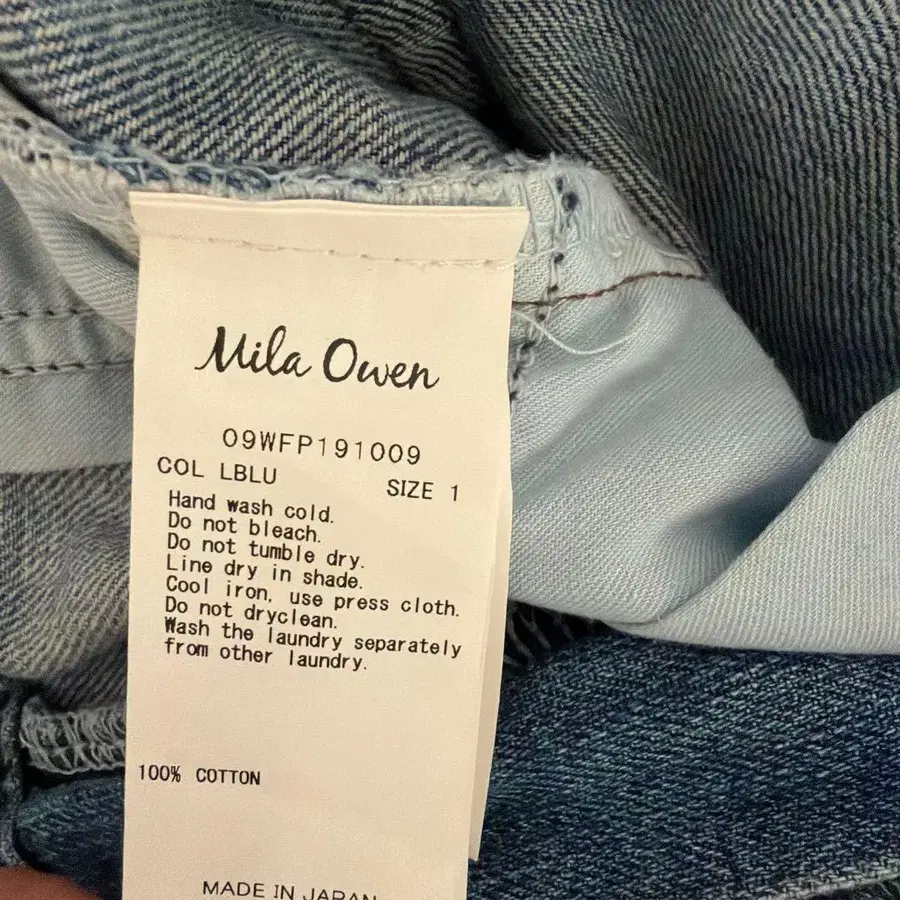 Mila Owen
09WFP191009
COL LBLU
SIZE 1
Hand wash cold.
Do not bleach.
Do not tumble dry.
Line dry in shade.
Cool iron, use press cloth.
Do not dryclean.
Wash the laundry separately
from other laundry.
100% COTTON
MADE IN JAPAN